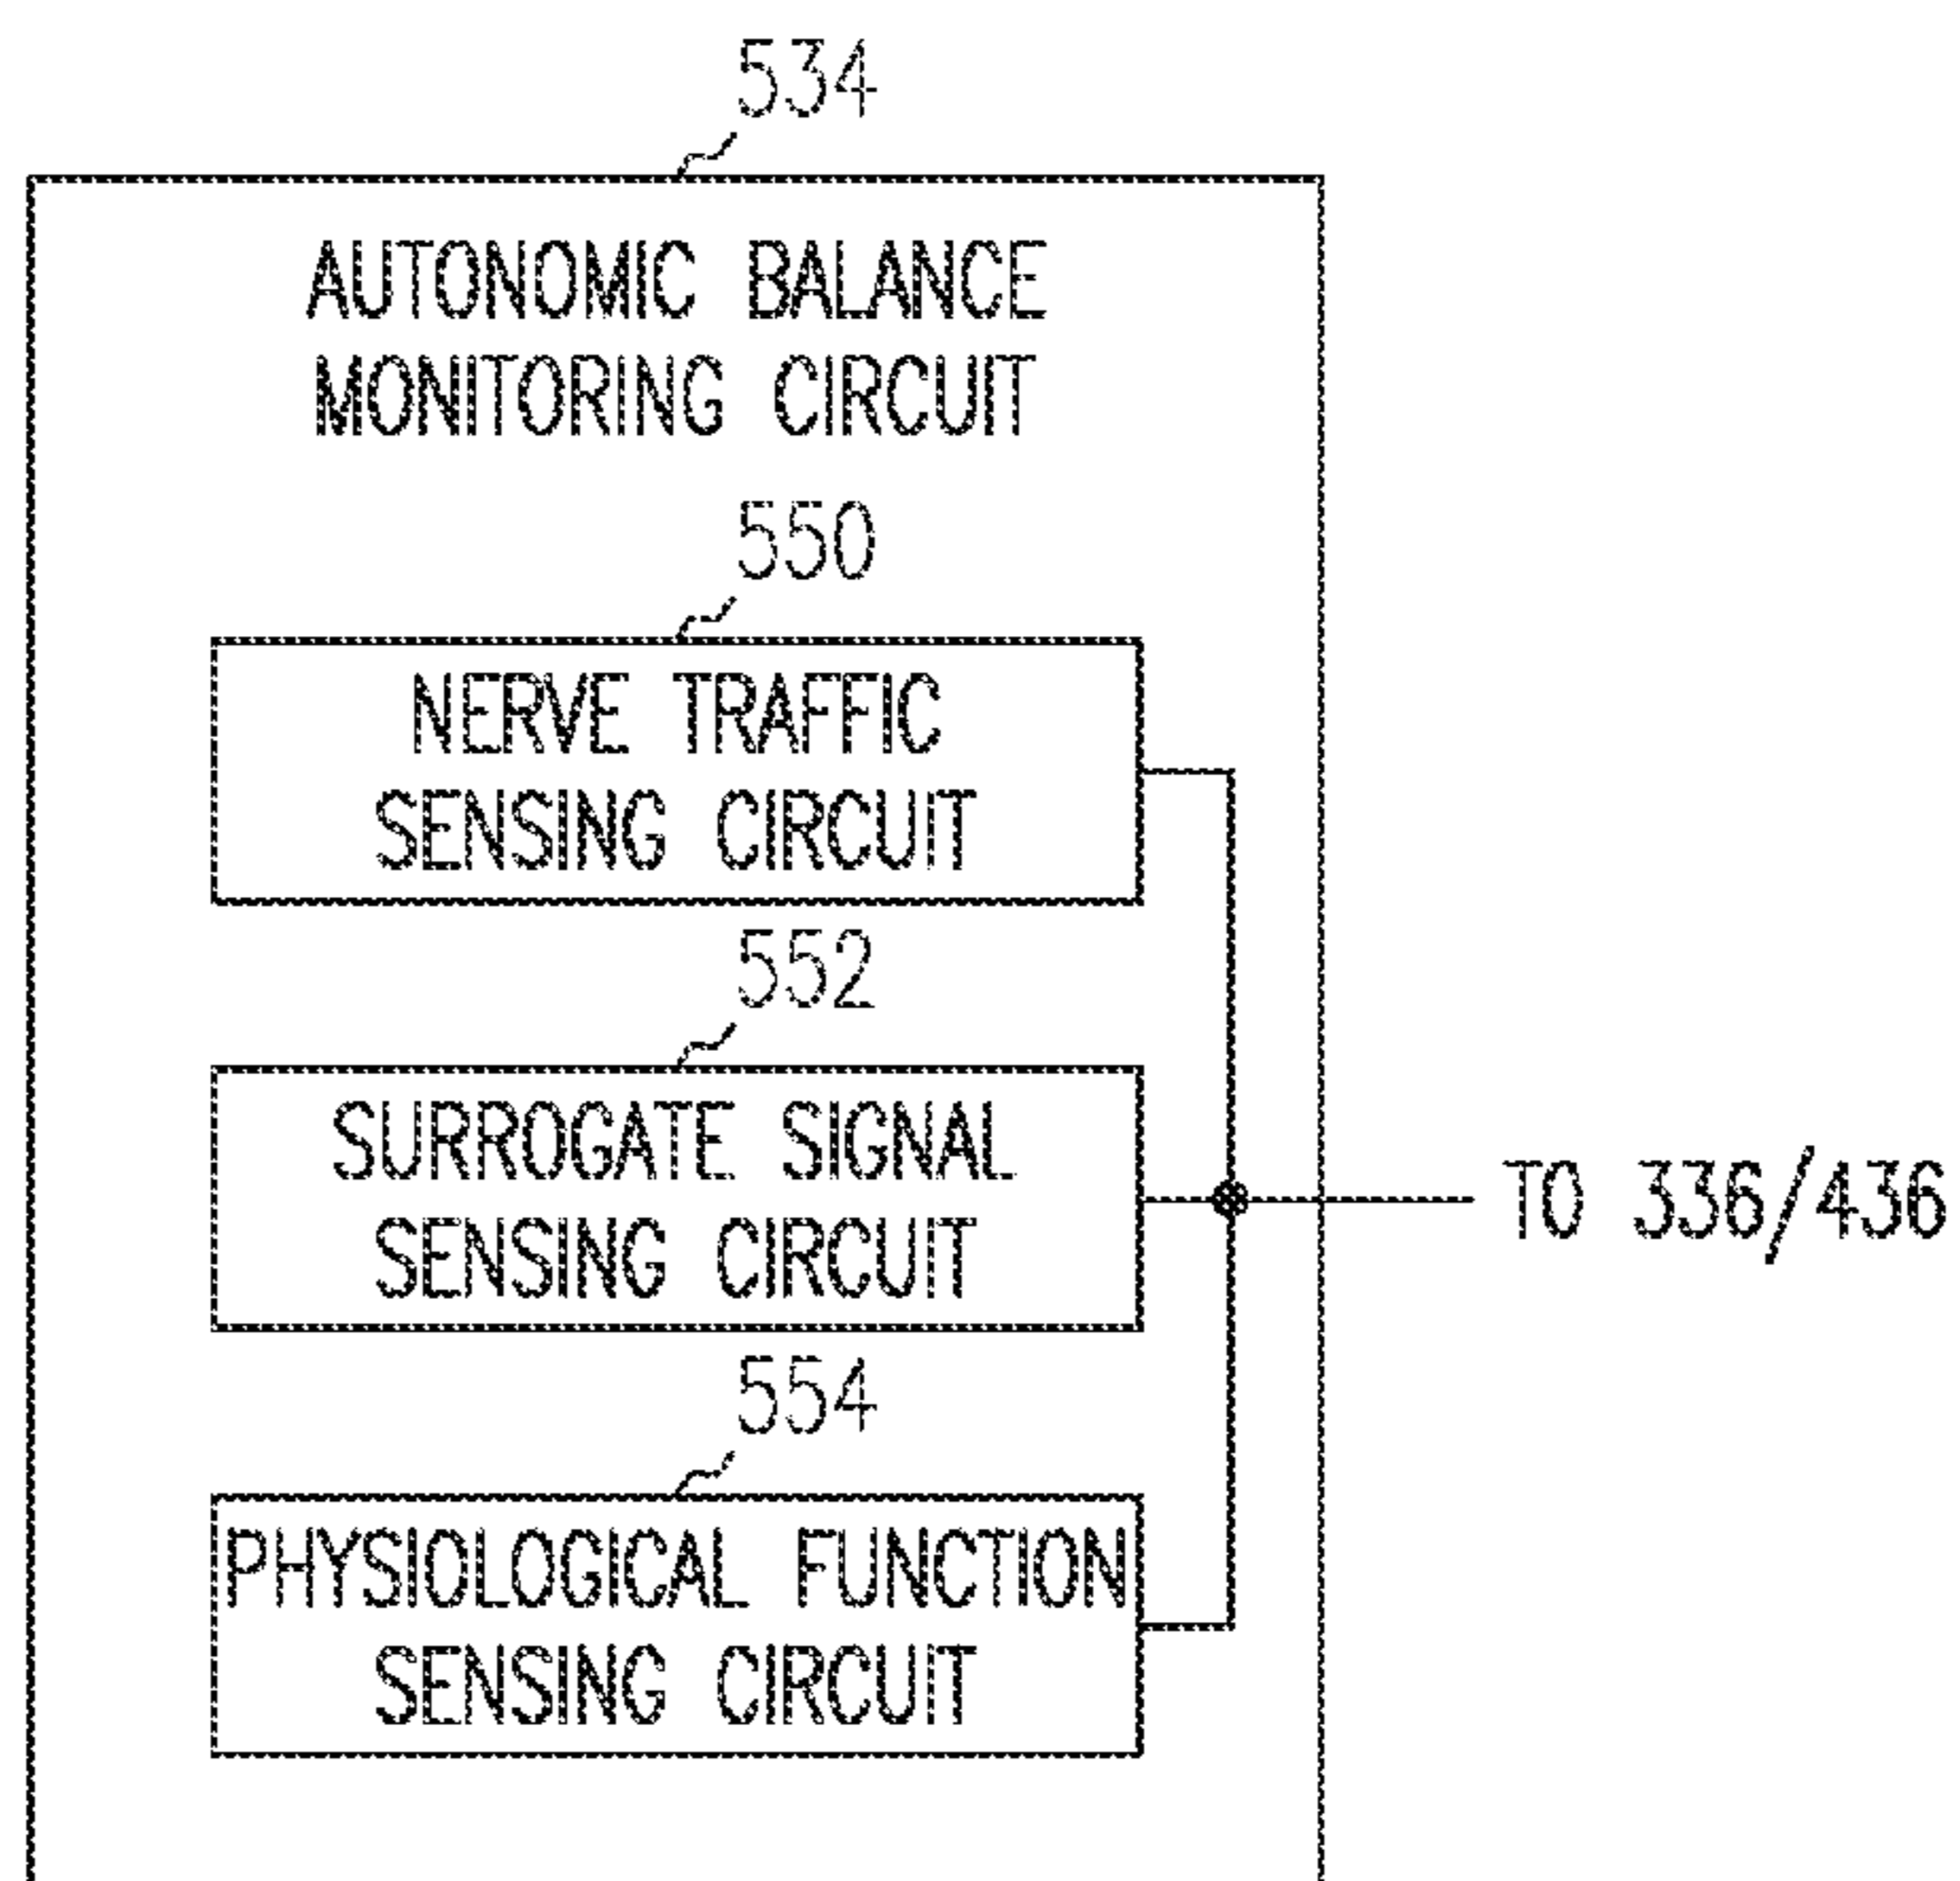 534
AUTONOMIC BALANCE
MONITORING CIRCUIT
550
NERVE TRAFFIC
SENSING CIRCUIT
552
SURROGATE SIGNAL
SENSING CIRCUIT
TO 336/436
554
PHYSIOLOGICAL FUNCTION
SENSING CIRCUIT